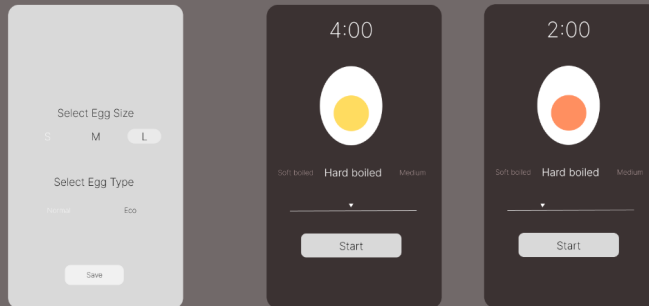 Select Egg Size
S M L
Select Egg Type
Eco
Save
4:00
Soft boiled Hard boiled Medium
Start
2:00
Soft boiled Hard boiled Medium
Start